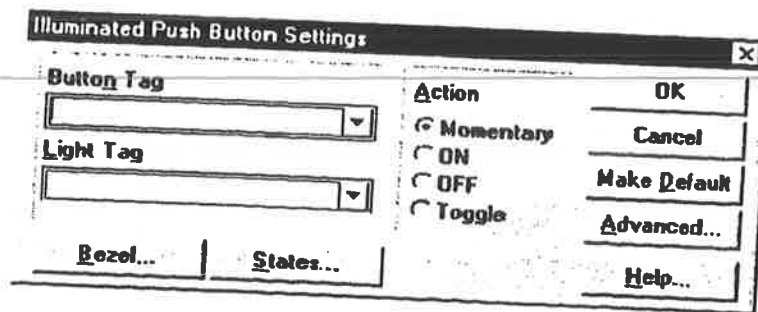 Illuminated Push Button Settings
Button Tag
Light Tag
Bezel...
States...
Action
Momentary
ON
OFF
Toggle
OK
Cancel
Make Default
Advanced...
Help...